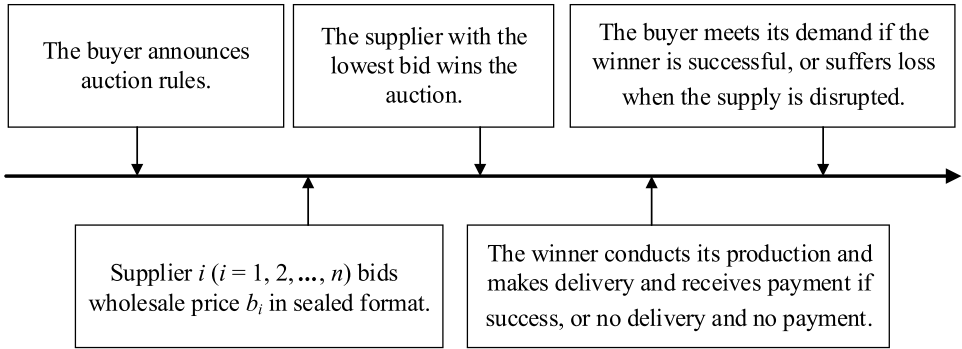 The buyer announces
auction rules.
The supplier with the
lowest bid wins the
auction.
The buyer meets its demand if the
winner is successful, or suffers loss
when the supply is disrupted.
Supplier i (i = 1, 2, ..., n) bids
wholesale price bᵢ in sealed format.
The winner conducts its production and
makes delivery and receives payment if
success, or no delivery and no payment.